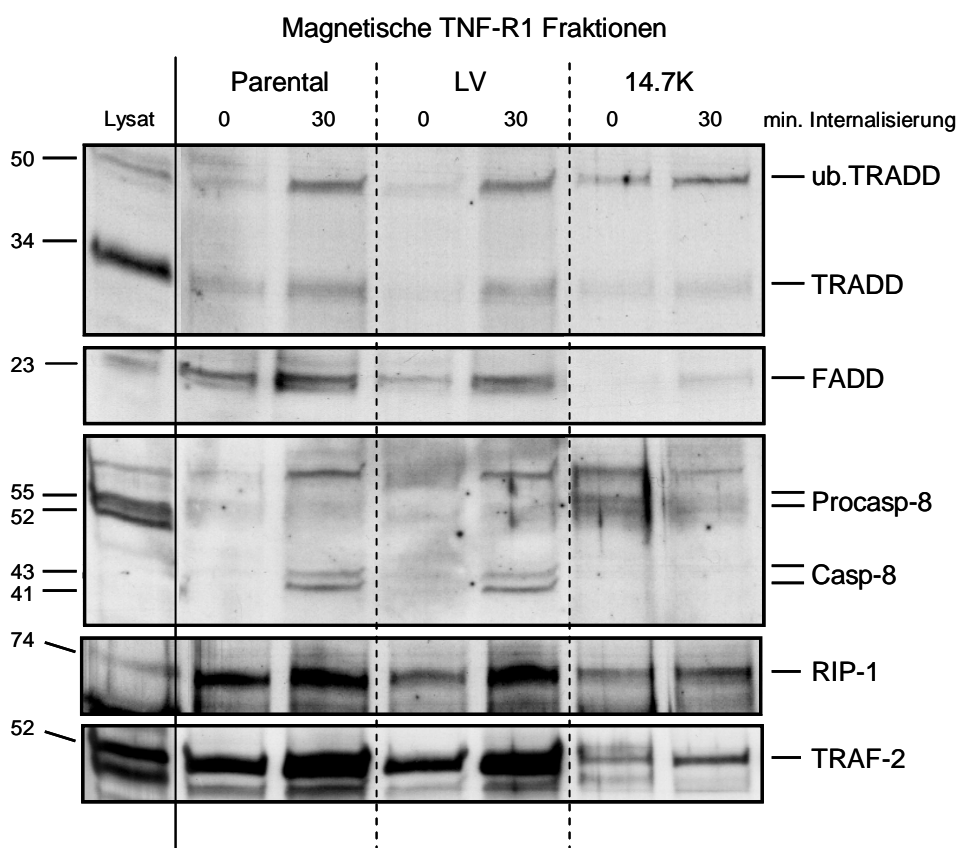 Magnetische TNF-R1 Fraktionen
Parental LV 14.7K
Lysat 0 30 0 30 0 30 min. Internalisierung
50
ub.TRADD
34
TRADD
23
FADD
55
Procasp-8
52
43
Casp-8
41
74
RIP-1
52
TRAF-2